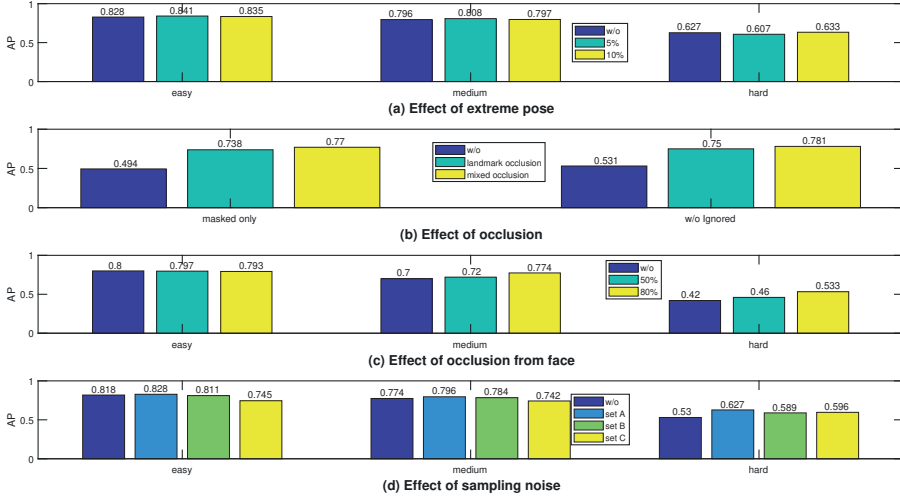 1
0.828 0.841 0.835 0.796 0.808 0.797 0.627 0.607 0.633
AP
0.5
0
w/o
5%
10%
easy medium hard
(a) Effect of extreme pose
1
0.494 0.738 0.77 0.531 0.75 0.781
0.5
0
w/o
landmark occlusion
mixed occlusion
masked only w/o Ignored
(b) Effect of occlusion
1
0.8 0.797 0.793 0.7 0.72 0.774 0.42 0.46 0.533
AP
0.5
0
w/o
50%
80%
easy medium hard
(c) Effect of occlusion from face
1
0.818 0.828 0.811 0.745 0.774 0.796 0.784 0.742 0.53 0.627 0.589 0.596
AP
0.5
0
w/o
set A
set B
set C
easy medium hard
(d) Effect of sampling noise